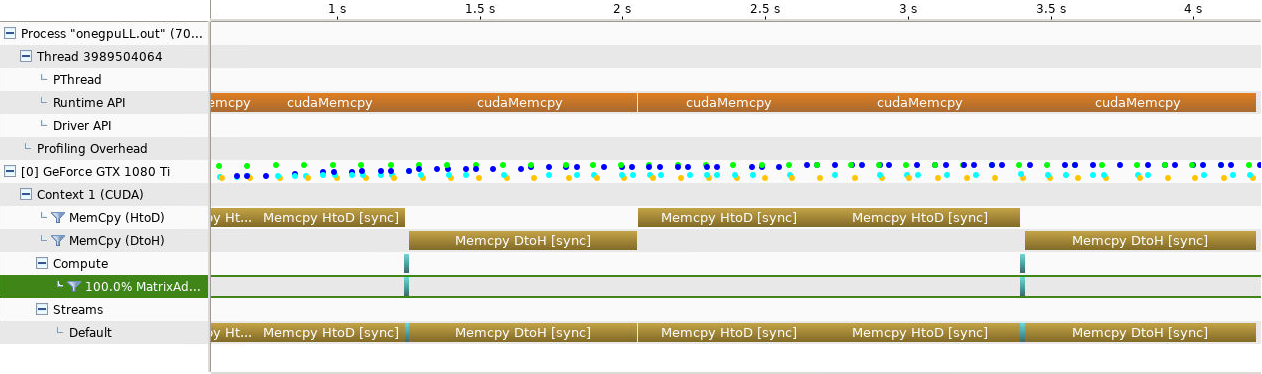 1 s 1.5 s 2 s 2.5 s 3 s 3.5 s 4 s
Process "onegpuLL.out" (70...
Thread 3989504064
PThread
Runtime API emcpy cudaMemcpy cudaMemcpy cudaMemcpy cudaMemcpy cudaMemcpy
Driver API
Profiling Overhead
[0] GeForce GTX 1080 Ti
Context 1 (CUDA)
MemCpy (HtoD) py Ht... Memcpy HtoD [sync] Memcpy HtoD [sync] Memcpy HtoD [sync]
MemCpy (DtoH) Memcpy DtoH [sync] Memcpy DtoH [sync]
Compute
100.0% MatrixAd...
Streams
Default py Ht... Memcpy HtoD [sync] Memcpy DtoH [sync] Memcpy HtoD [sync] Memcpy HtoD [sync] Memcpy DtoH [sync]